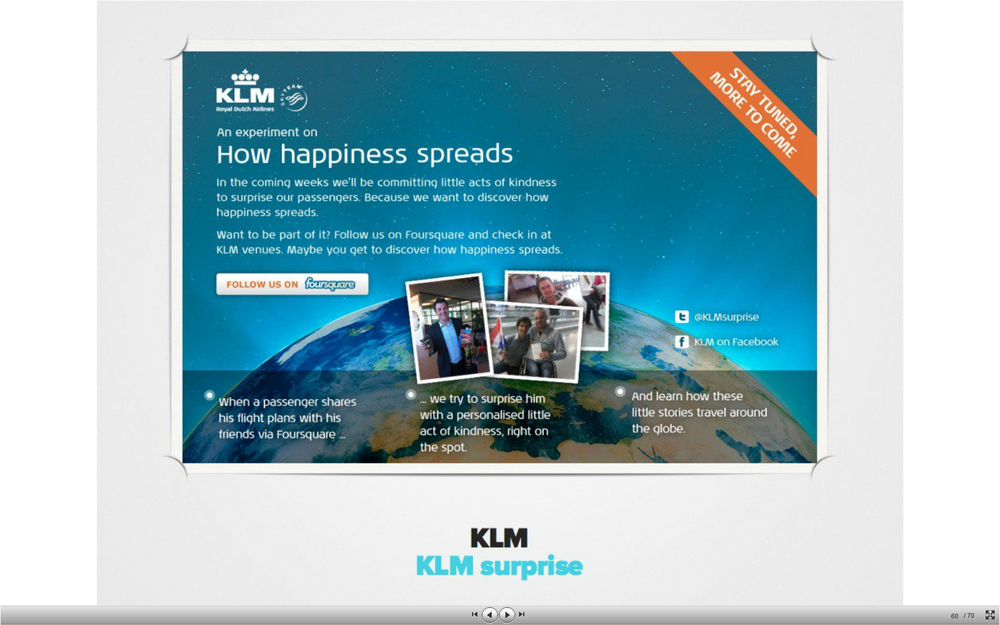 KLM
Royal Dutch Airlines
SKYTEAM
STAY TUNED,
MORE TO COME
An experiment on
How happiness spreads
In the coming weeks we'll be committing little acts of kindness
to surprise our passengers. Because we want to discover how
happiness spreads.
Want to be part of it? Follow us on Foursquare and check in at
KLM venues. Maybe you get to discover how happiness spreads.
FOLLOW US ON foursquare
@KLMsurprise
KLM on Facebook
When a passenger shares
his flight plans with his
friends via Foursquare ...
... we try to surprise him
with a personalised little
act of kindness, right on
the spot.
And learn how these
little stories travel around
the globe.
KLM
KLM surprise
60 / 70